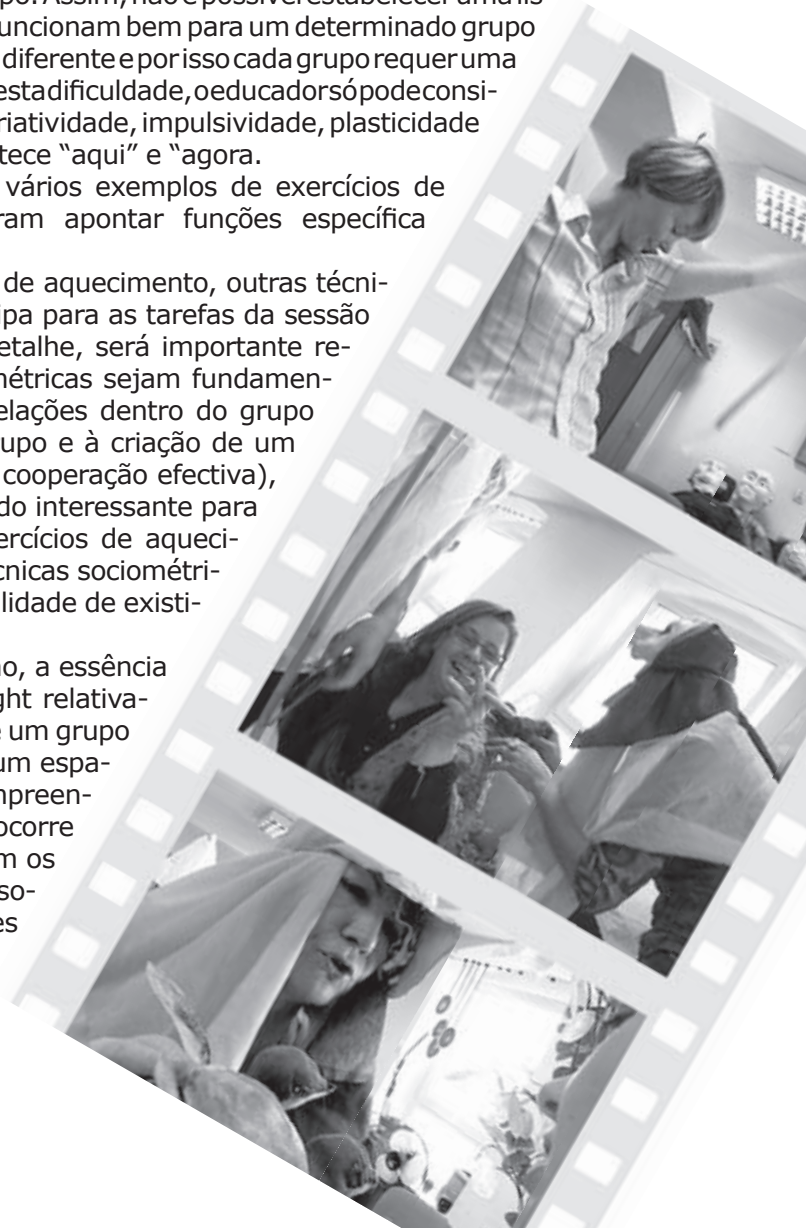 po. Assim, não é possível estabelecer uma lis-
uncionam bem para um determinado grupo
diferente e por isso cada grupo requer uma
esta dificuldade, o educador só pode consi-
riatividade, impulsividade, plasticidade
tece “aqui” e “agora.
vários exemplos de exercícios de
ram apontar funções específica
de aquecimento, outras técni-
ipa para as tarefas da sessão
etalhe, será importante re-
métricas sejam fundamen-
elações dentro do grupo
upo e à criação de um
cooperação efectiva),
do interessante para
ercícios de aqueci-
cnicas sociométri-
lidade de existi-
no, a essência
ght relativa-
e um grupo
um espa-
mpreen-
ocorre
m os
so-
es